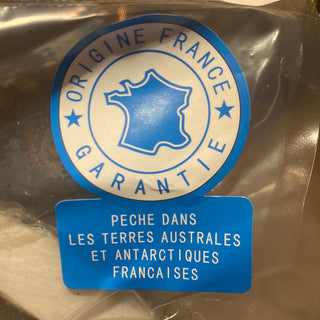 ORIGINE FRANCE
GARANTIE
PECHE DANS
LES TERRES AUSTRALES
ET ANTARCTIQUES
FRANCAISES